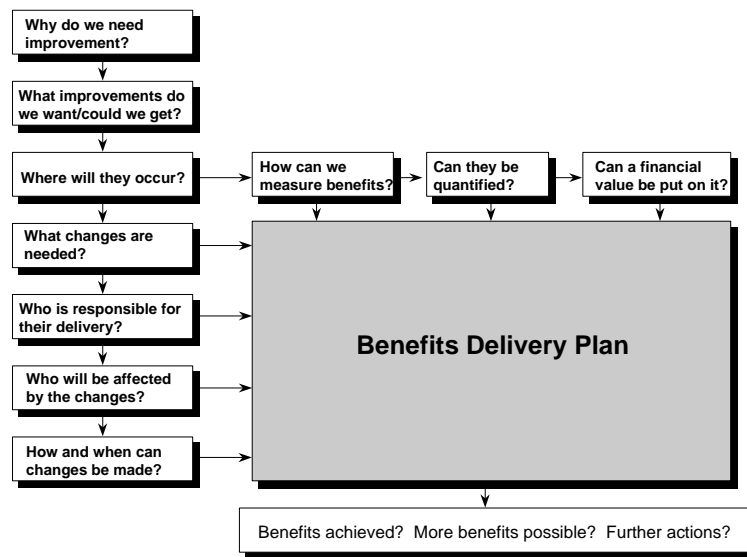 Why do we need
improvement?
What improvements do
we want/could we get?
Where will they occur?
How can we
measure benefits?
Can they be
quantified?
Can a financial
value be put on it?
What changes are
needed?
Who is responsible for
their delivery?
Who will be affected
by the changes?
How and when can
changes be made?
Benefits Delivery Plan
Benefits achieved? More benefits possible? Further actions?